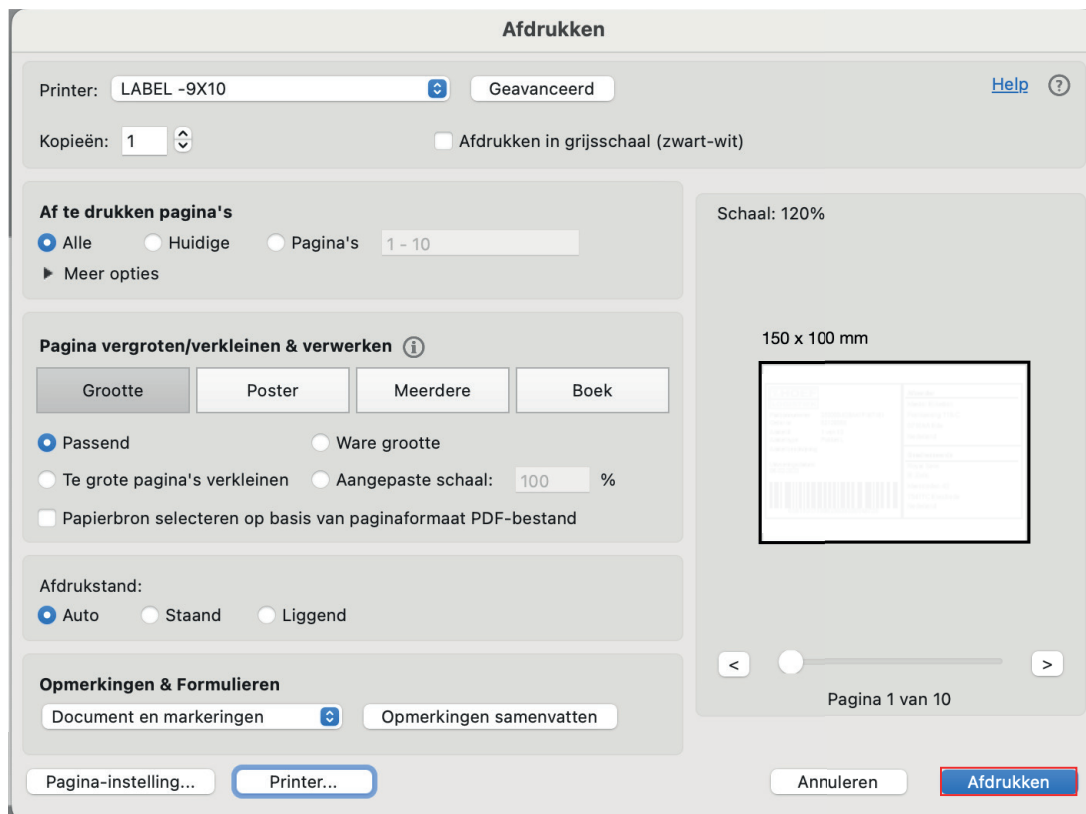 Afdrukken
Printer: LABEL -9X10 Geavanceerd Help ?
Kopieën: 1 Afdrukken in grijsschaal (zwart-wit)
Af te drukken pagina's
Alle Huidige Pagina's 1 - 10
Meer opties
Pagina vergroten/verkleinen & verwerken i
Grootte Poster Meerdere Boek
Passend Ware grootte
Te grote pagina's verkleinen Aangepaste schaal: 100 %
Papierbron selecteren op basis van paginaformaat PDF-bestand
Afdrukstand:
Auto Staand Liggend
Opmerkingen & Formulieren
Document en markeringen Opmerkingen samenvatten
Schaal: 120%
150 x 100 mm
< >
Pagina 1 van 10
Pagina-instelling... Printer... Annuleren Afdrukken